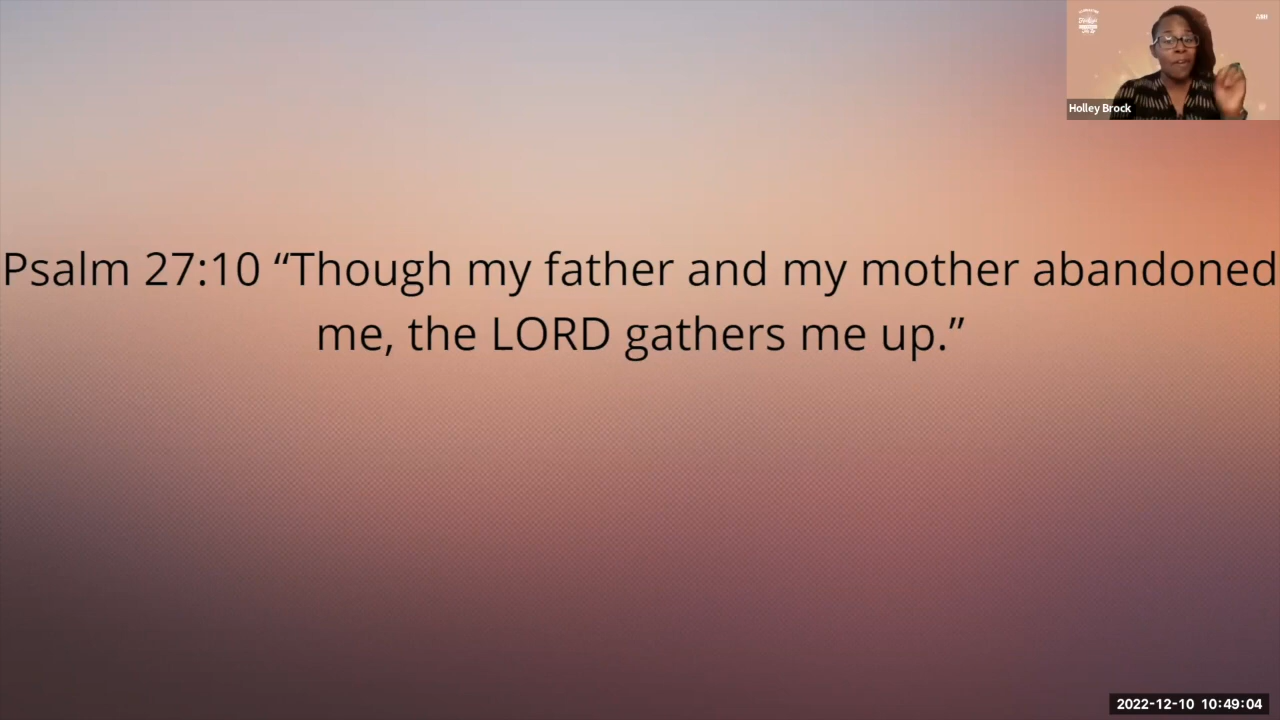 Holley Brock
Psalm 27:10 “Though my father and my mother abandoned
me, the LORD gathers me up.”
2022-12-10 10:49:04